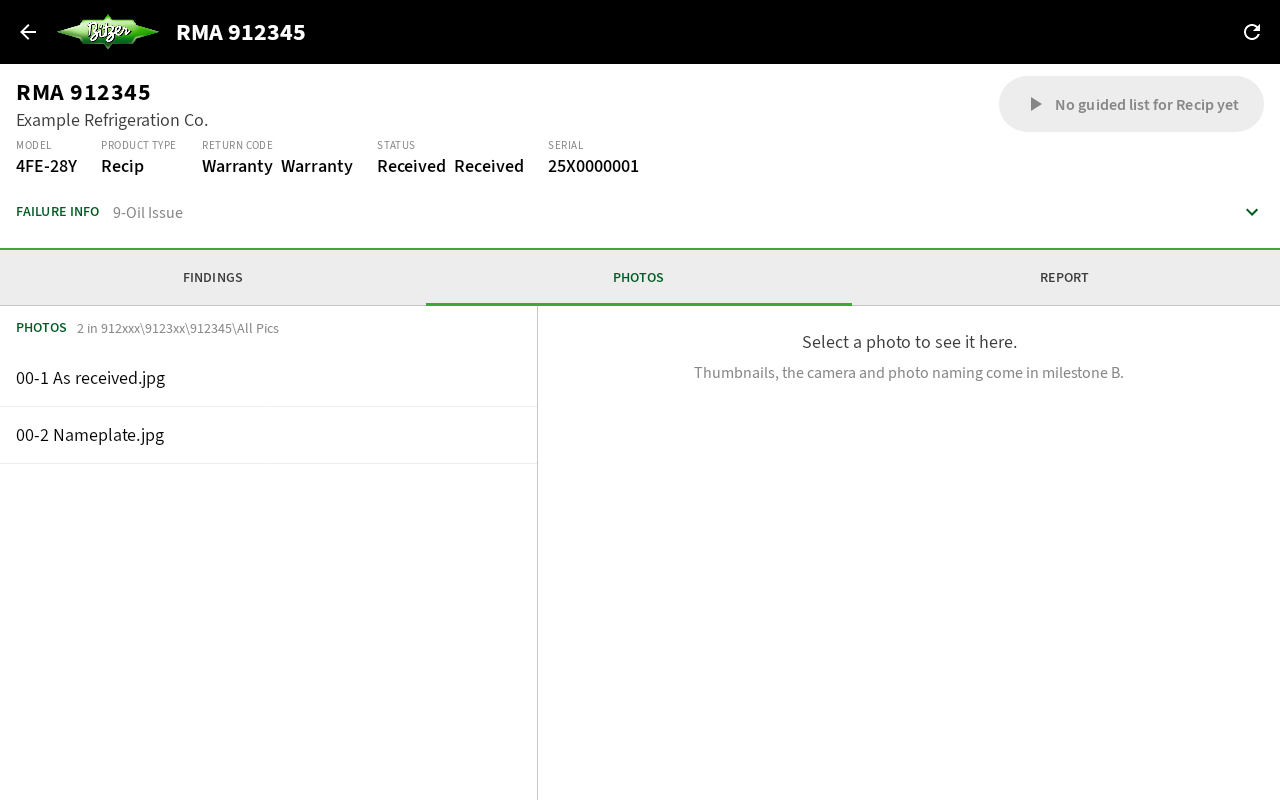 Bitzer RMA 912345
RMA 912345
Example Refrigeration Co.
No guided list for Recip yet
MODEL PRODUCT TYPE RETURN CODE STATUS SERIAL
4FE-28Y Recip Warranty Warranty Received Received 25X0000001
FAILURE INFO 9-Oil Issue
FINDINGS PHOTOS REPORT
PHOTOS 2 in 912xxx\9123xx\912345\All Pics
00-1 As received.jpg
00-2 Nameplate.jpg
Select a photo to see it here.
Thumbnails, the camera and photo naming come in milestone B.